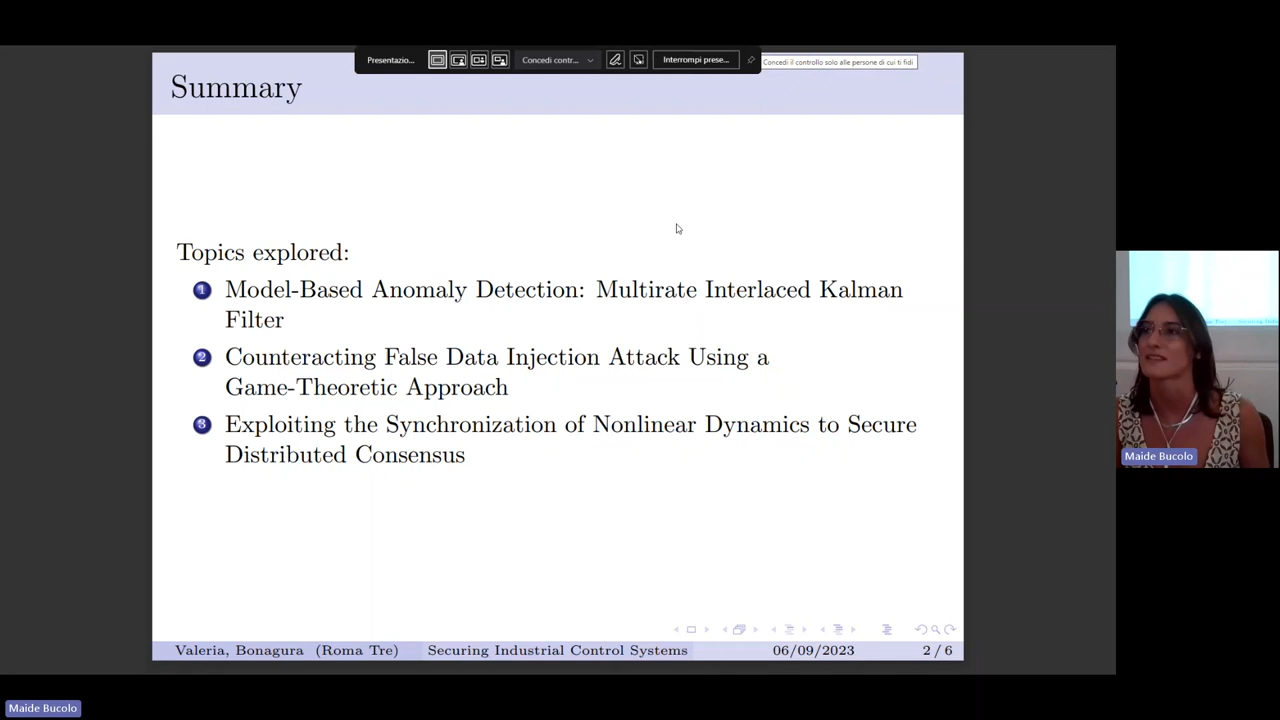 Presentazio...
Concedi contr...
Interrompi prese...
Concedi il controllo solo alle persone di cui ti fidi
Summary
Topics explored:
1 Model-Based Anomaly Detection: Multirate Interlaced Kalman
Filter
2 Counteracting False Data Injection Attack Using a
Game-Theoretic Approach
3 Exploiting the Synchronization of Nonlinear Dynamics to Secure
Distributed Consensus
Maide Bucolo
Valeria, Bonagura (Roma Tre) Securing Industrial Control Systems 06/09/2023 2 / 6
Maide Bucolo